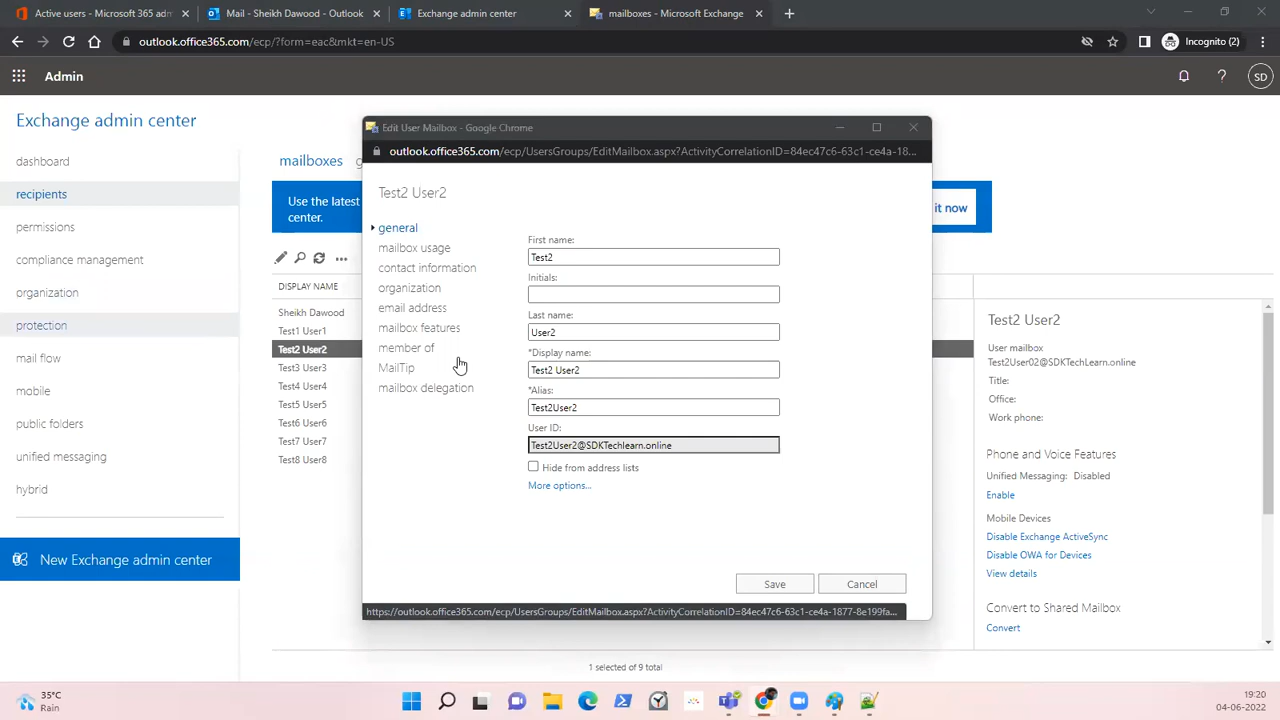 Active users - Microsoft 365 adm
Mail - Sheikh Dawood - Outlook
Exchange admin center
mailboxes - Microsoft Exchange
outlook.office365.com/ecp/?form=eac&mkt=en-US
Incognito (2)
Admin
SD
Exchange admin center
dashboard
recipients
permissions
compliance management
organization
protection
mail flow
mobile
public folders
unified messaging
hybrid
New Exchange admin center
mailboxes
Use the latest
center.
it now
DISPLAY NAME
Sheikh Dawood
Test1 User1
Test2 User2
Test3 User3
Test4 User4
Test5 User5
Test6 User6
Test7 User7
Test8 User8
1 selected of 9 total
Edit User Mailbox - Google Chrome
outlook.office365.com/ecp/UsersGroups/EditMailbox.aspx?ActivityCorrelationID=84ec47c6-63c1-ce4a-18...
Test2 User2
general
mailbox usage
contact information
organization
email address
mailbox features
member of
MailTip
mailbox delegation
First name:
Test2
Initials:
Last name:
User2
*Display name:
Test2 User2
*Alias:
Test2User2
User ID:
Test2User2@SDKTechlearn.online
Hide from address lists
More options...
Save
Cancel
https://outlook.office365.com/ecp/UsersGroups/EditMailbox.aspx?ActivityCorrelationID=84ec47c6-63c1-ce4a-1877-8e199fa...
Test2 User2
User mailbox
Test2User02@SDKTechLearn.online
Title:
Office:
Work phone:
Phone and Voice Features
Unified Messaging: Disabled
Enable
Mobile Devices
Disable Exchange ActiveSync
Disable OWA for Devices
View details
Convert to Shared Mailbox
Convert
35°C
Rain
19:20
04-06-2022